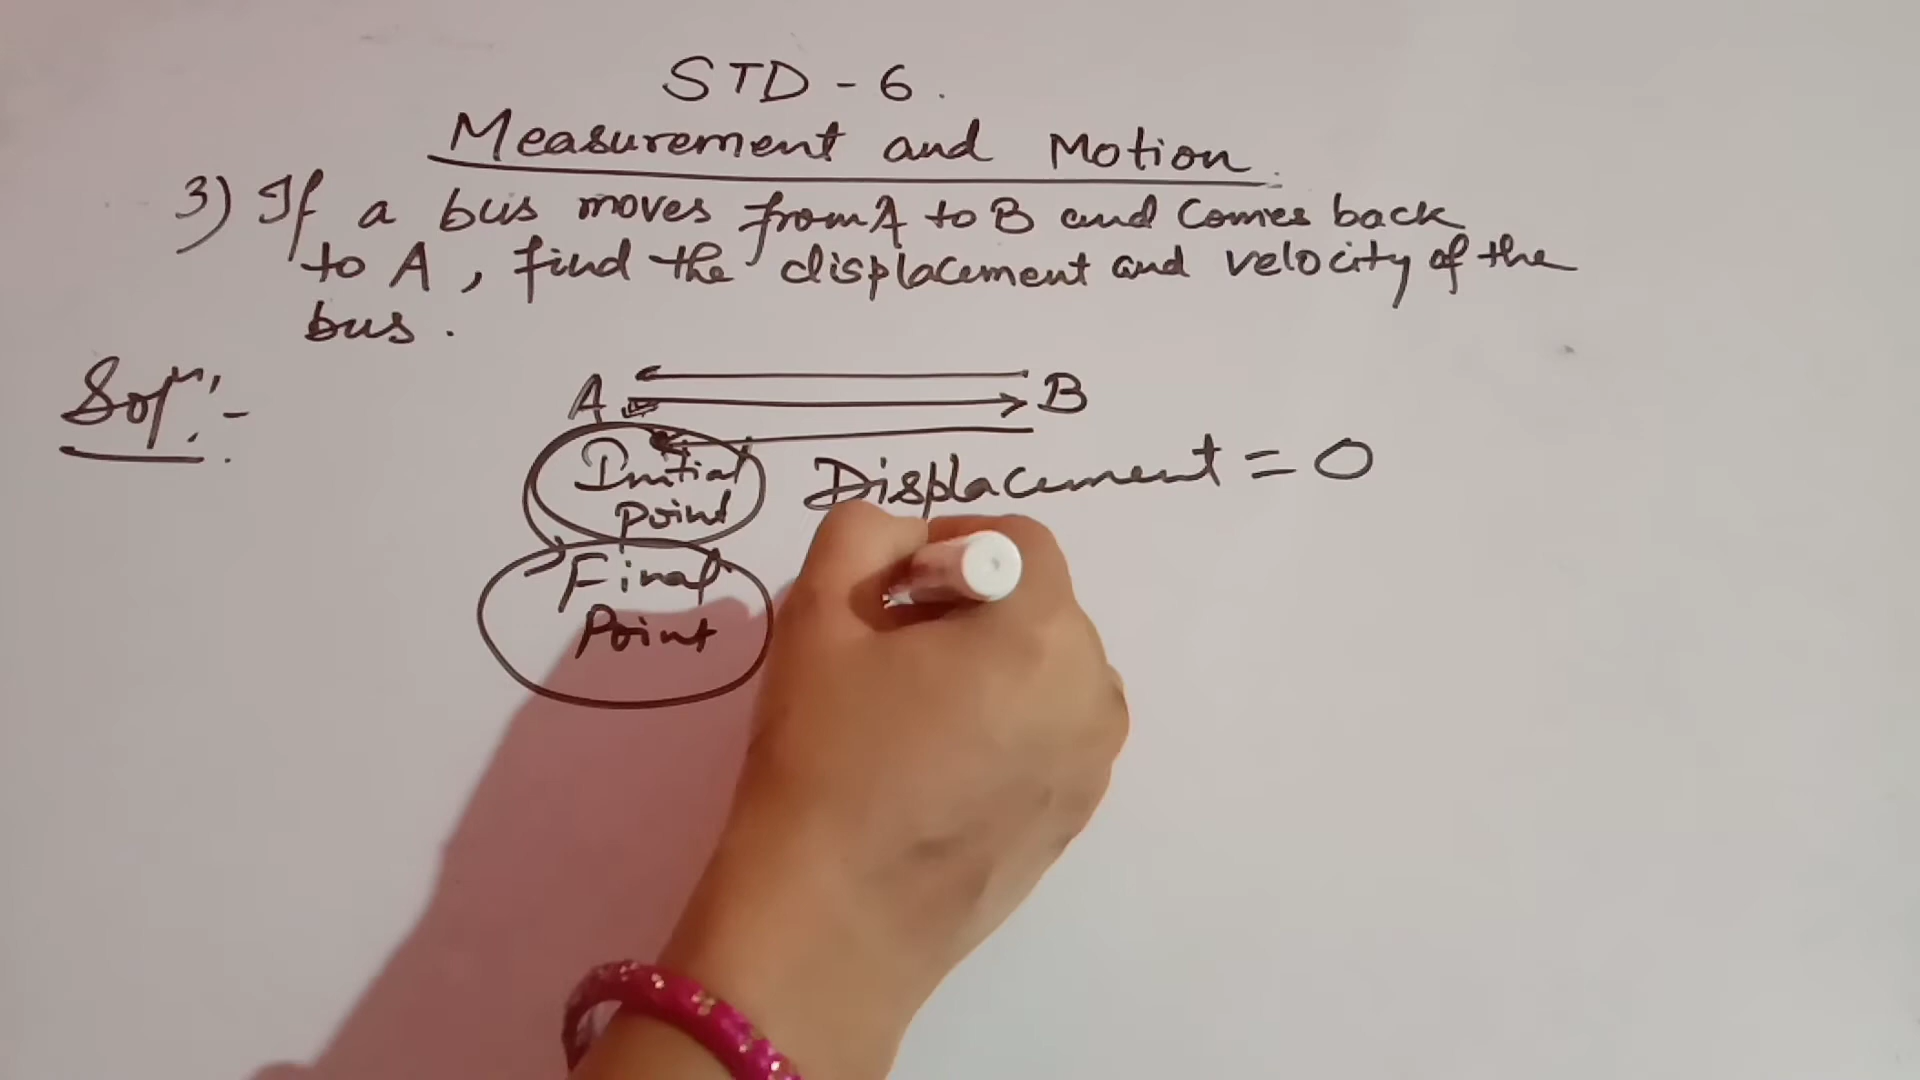 STD - 6.
Measurement and Motion.
3) If a bus moves from A to B and comes back
to A, find the displacement and velocity of the
bus.
Solⁿ:-
A B
Initial
point
Displacement = 0
Final
Point